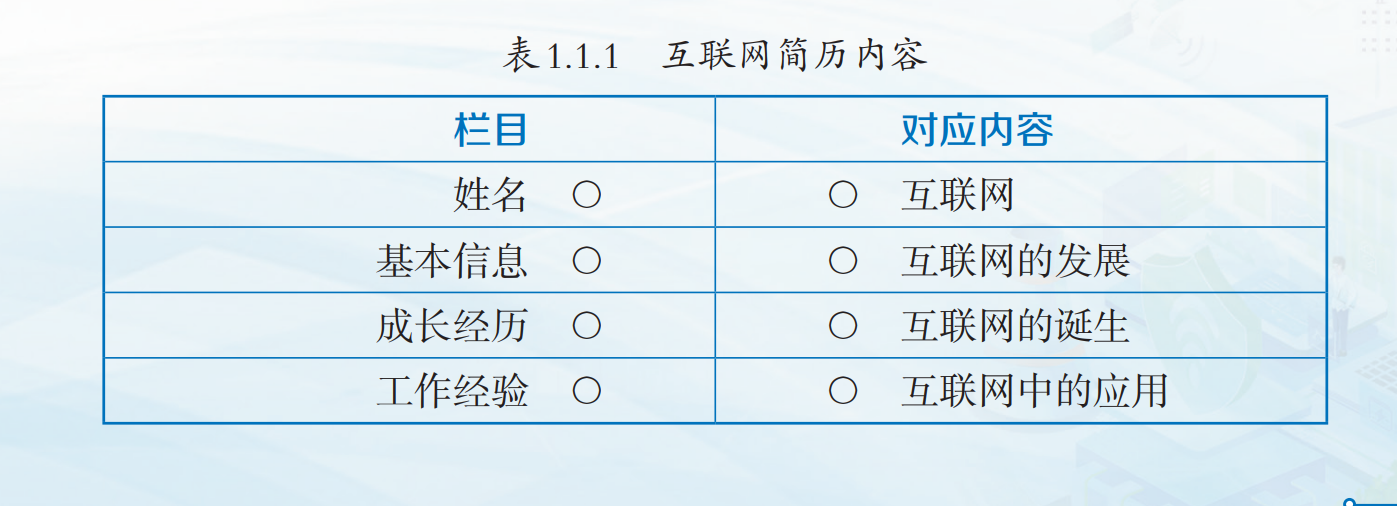 表1.1.1 互联网简历内容
栏目 对应内容
姓名 ○ ○ 互联网
基本信息 ○ ○ 互联网的发展
成长经历 ○ ○ 互联网的诞生
工作经验 ○ ○ 互联网中的应用